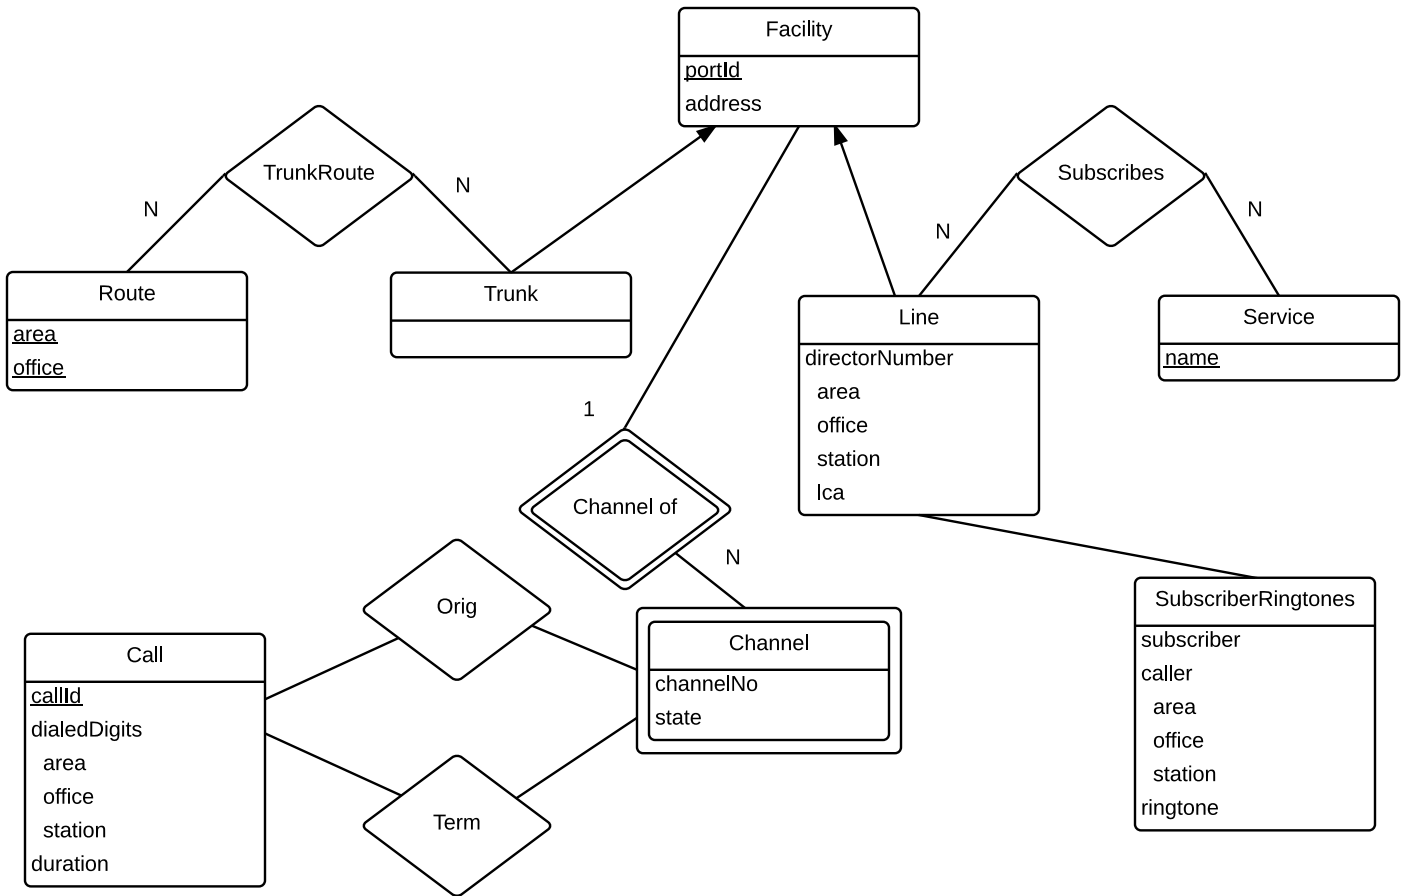 Facility
portId
address
TrunkRoute
N
N
Subscribes
N
N
Route
area
office
Trunk
Line
directorNumber
area
office
station
lca
Service
name
1
Channel of
N
Orig
SubscriberRingtones
subscriber
caller
area
office
station
ringtone
Channel
channelNo
state
Call
callId
dialedDigits
area
office
station
duration
Term